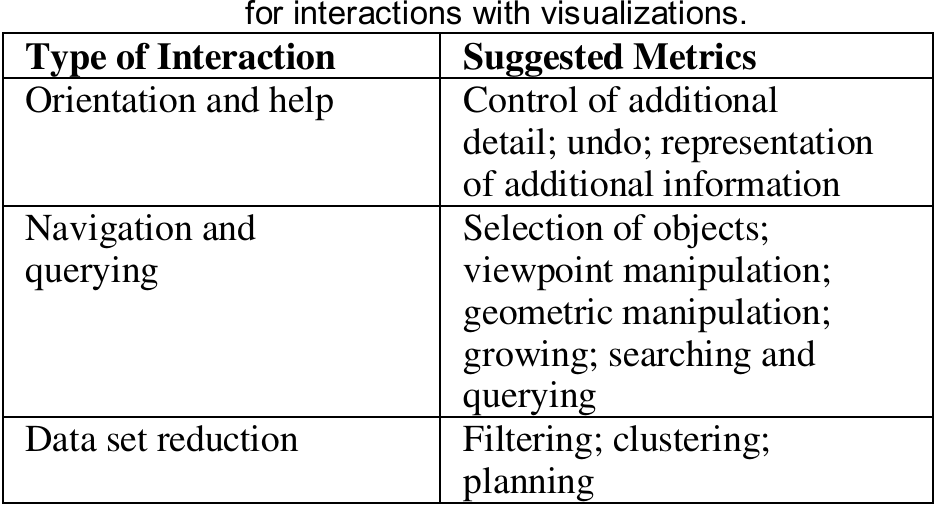 for interactions with visualizations.
Type of Interaction
Suggested Metrics
Orientation and help
Control of additional
detail; undo; representation
of additional information
Navigation and
querying
Selection of objects;
viewpoint manipulation;
geometric manipulation;
growing; searching and
querying
Data set reduction
Filtering; clustering;
planning